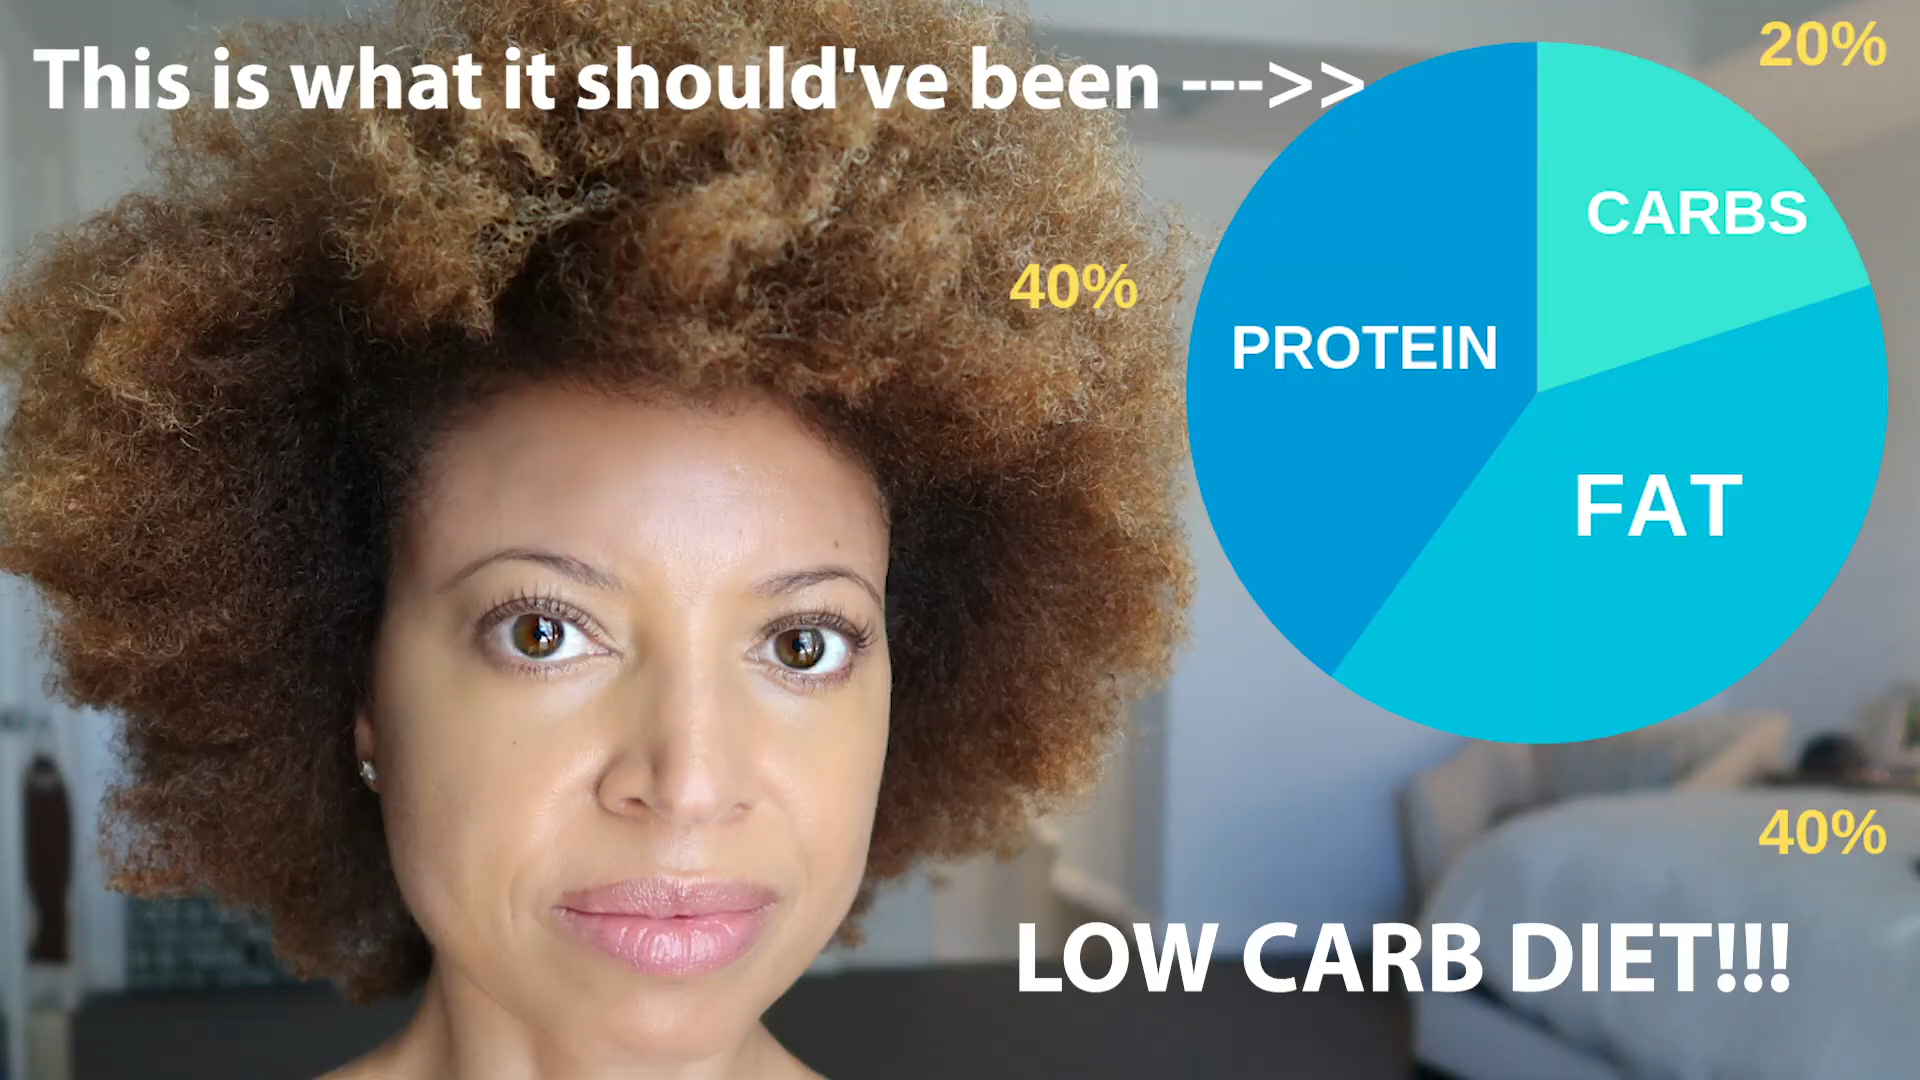 This is what it should've been --->>
20%
CARBS
40%
PROTEIN
FAT
40%
LOW CARB DIET!!!